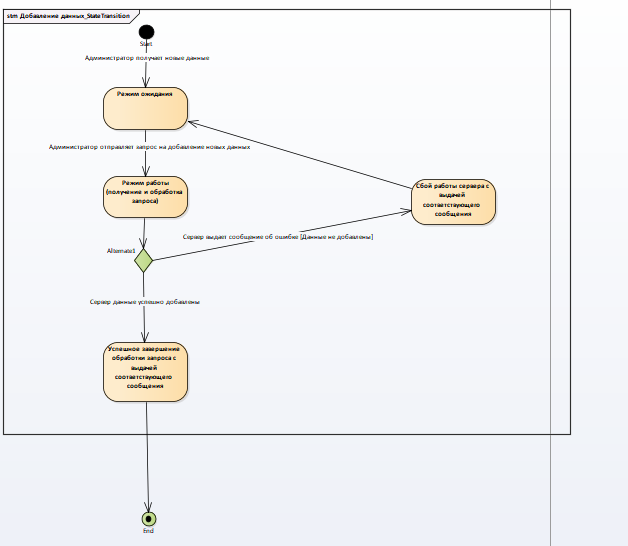 stm Добавление данных_StateTransition
Start
Администратор получает новые данные
Режим ожидания
Администратор отправляет запрос на добавление новых данных
Режим работы
(получение и обработка
запроса)
Сбой работы сервера с
выдачей
соответствующего
сообщения
Сервер выдает сообщение об ошибке [Данные не добавлены]
Alternate1
Сервер данные успешно добавлены
Успешное завершение
обработки запроса с
выдачей
соответствующего
сообщения
End